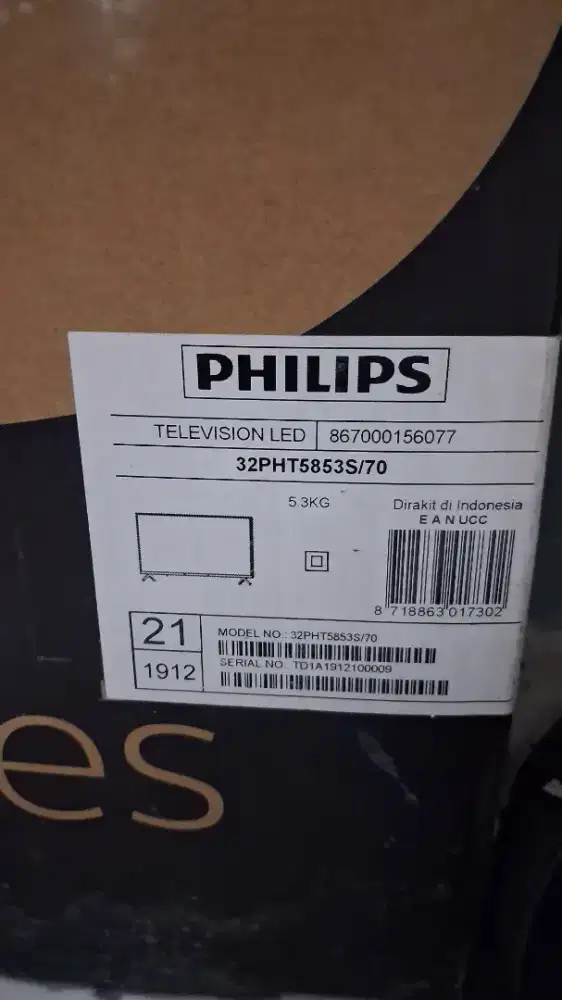 PHILIPS
TELEVISION LED 867000156077
32PHT5853S/70
5.3KG
Dirakit di Indonesia
E A N UCC
8 718863 017302
21
1912
MODEL NO.: 32PHT5853S/70
SERIAL NO. TD1A1912100009
es